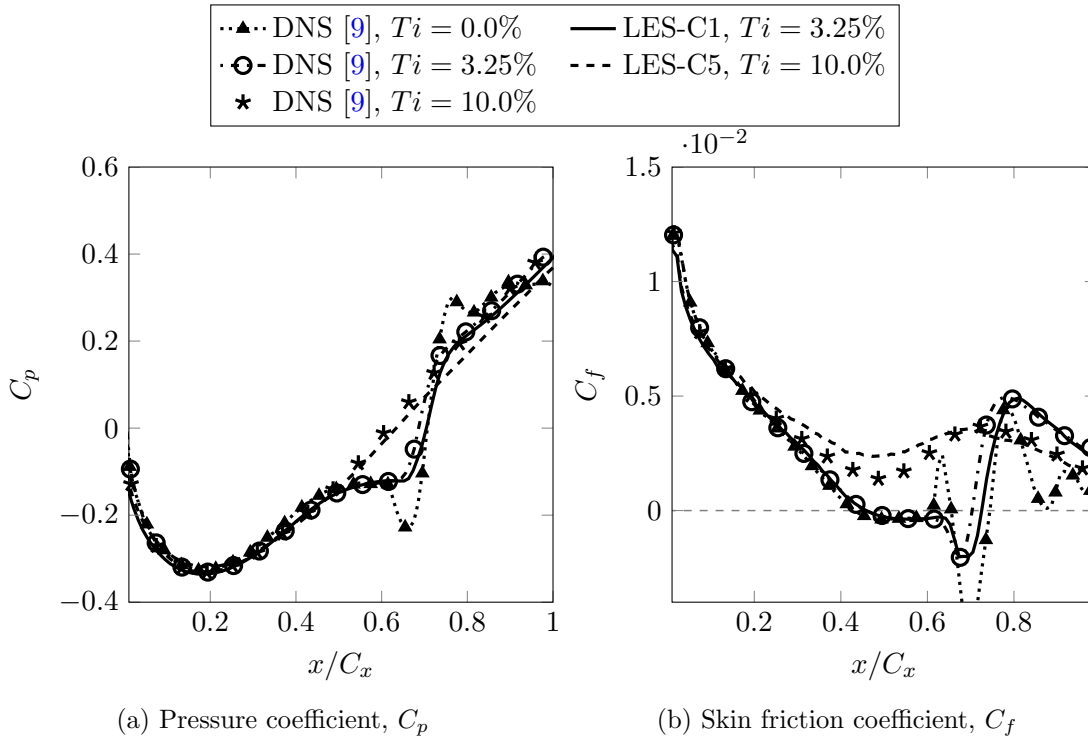 DNS [9], Ti = 0.0%
LES-C1, Ti = 3.25%
DNS [9], Ti = 3.25%
LES-C5, Ti = 10.0%
DNS [9], Ti = 10.0%
0.6
0.4
0.2
0
−0.2
−0.4
C_p
0.2 0.4 0.6 0.8 1
x/C_x
(a) Pressure coefficient, C_p
·10^−2
1.5
1
0.5
0
C_f
0.2 0.4 0.6 0.8
x/C_x
(b) Skin friction coefficient, C_f